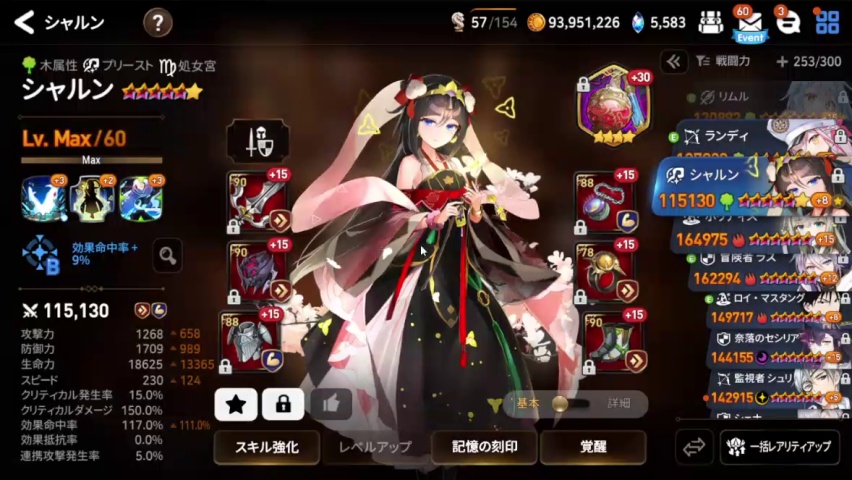 シャルン
?
57/154
93,951,226
5,583
60
Event
3
木属性 プリースト 処女宮
シャルン
Lv. Max/60
Max
+3
+2
+3
B
効果命中率+
9%
115,130
攻撃力 1268 658
防御力 1709 989
生命力 18625 13365
スピード 230 124
クリティカル発生率 15.0%
クリティカルダメージ 150.0%
効果命中率 117.0% 111.0%
効果抵抗率 0.0%
連携攻撃発生率 5.0%
90 +15
90 +15
88 +15
+30
88 +15
78 +15
90 +15
基本 詳細
スキル強化
レベルアップ
記憶の刻印
覚醒
戦闘力
+ 253/300
リムル
E ランディ
シャルン
115130 +8
164975 +15
E 冒険者 ラス
162294
E ロイ・マスタング
149717 +8
奈落のセシリア
144155
監視者 シュリ
142915
一括レアリティアップ